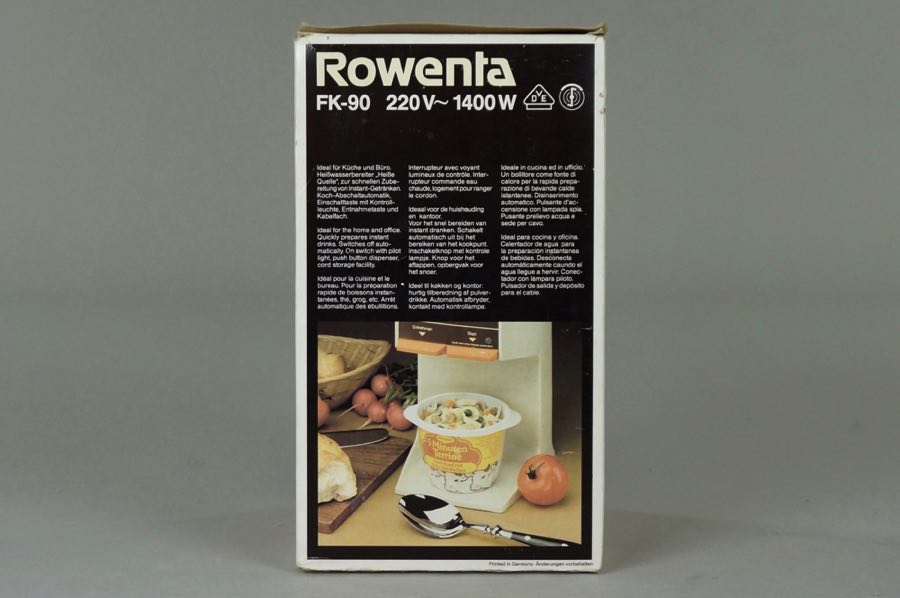 Rowenta
FK-90 220 V~ 1400 W
D V E
Ideal für Küche und Büro.
Heißwasserbereiter „Heiße
Quelle“, zur schnellen Zube-
reitung von Instant-Getränken.
Koch-Abschaltautomatik,
Einschalttaste mit Kontroll-
leuchte, Entnahmetaste und
Kabelfach.
Ideal for the home and office.
Quickly prepares instant
drinks. Switches off auto-
matically. On switch with pilot
light, push button dispenser,
cord storage facility.
Idéal pour la cuisine et le
bureau. Pour la préparation
rapide de boissons instan-
tanées, thé, grog, etc. Arrêt
automatique des ébullitions.
Interrupteur avec voyant
lumineux de contrôle. Inter-
rupteur commande eau
chaude, logement pour ranger
le cordon.
Ideaal voor de huishouding
en kantoor.
Voor het snel bereiden van
instant dranken. Schakelt
automatisch uit bij het
bereiken van het kookpunt.
Inschakelknop met kontrole
lampje. Knop voor het
aftappen, opbergvak voor
het snoer.
Ideel til køkken og kontor:
hurtig tilberedning af pulver-
drikke. Automatisk afbryder,
kontakt med kontrollampe.
Ideale in cucina ed in ufficio.
Un bollitore come fonte di
calore per la rapida prepa-
razione di bevande calde
istantanee. Disinserimento
automatico. Pulsante d'ac-
censione con lampada spia.
Pusante prelievo acqua e
sede per cavo.
Ideal para cocina y oficina.
Calentador de agua para
la preparación instantánea
de bebidas. Desconecta
automáticamente cuando el
agua llegue a hervir. Conec-
tador con lámpara piloto.
Pulsador de salida y depósito
para el cable.
Entnehmen
Start
5 Minuten
Terrine
Printed in Germany · Änderungen vorbehalten